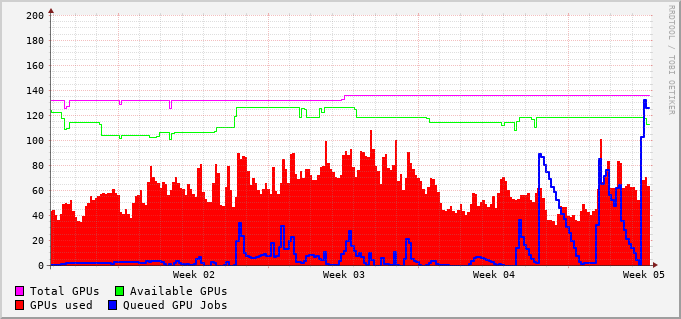 200
180
160
140
120
100
80
60
40
20
0
Week 02 Week 03 Week 04 Week 05
Total GPUs Available GPUs
GPUs used Queued GPU Jobs
RRDTOOL / TOBI OETIKER